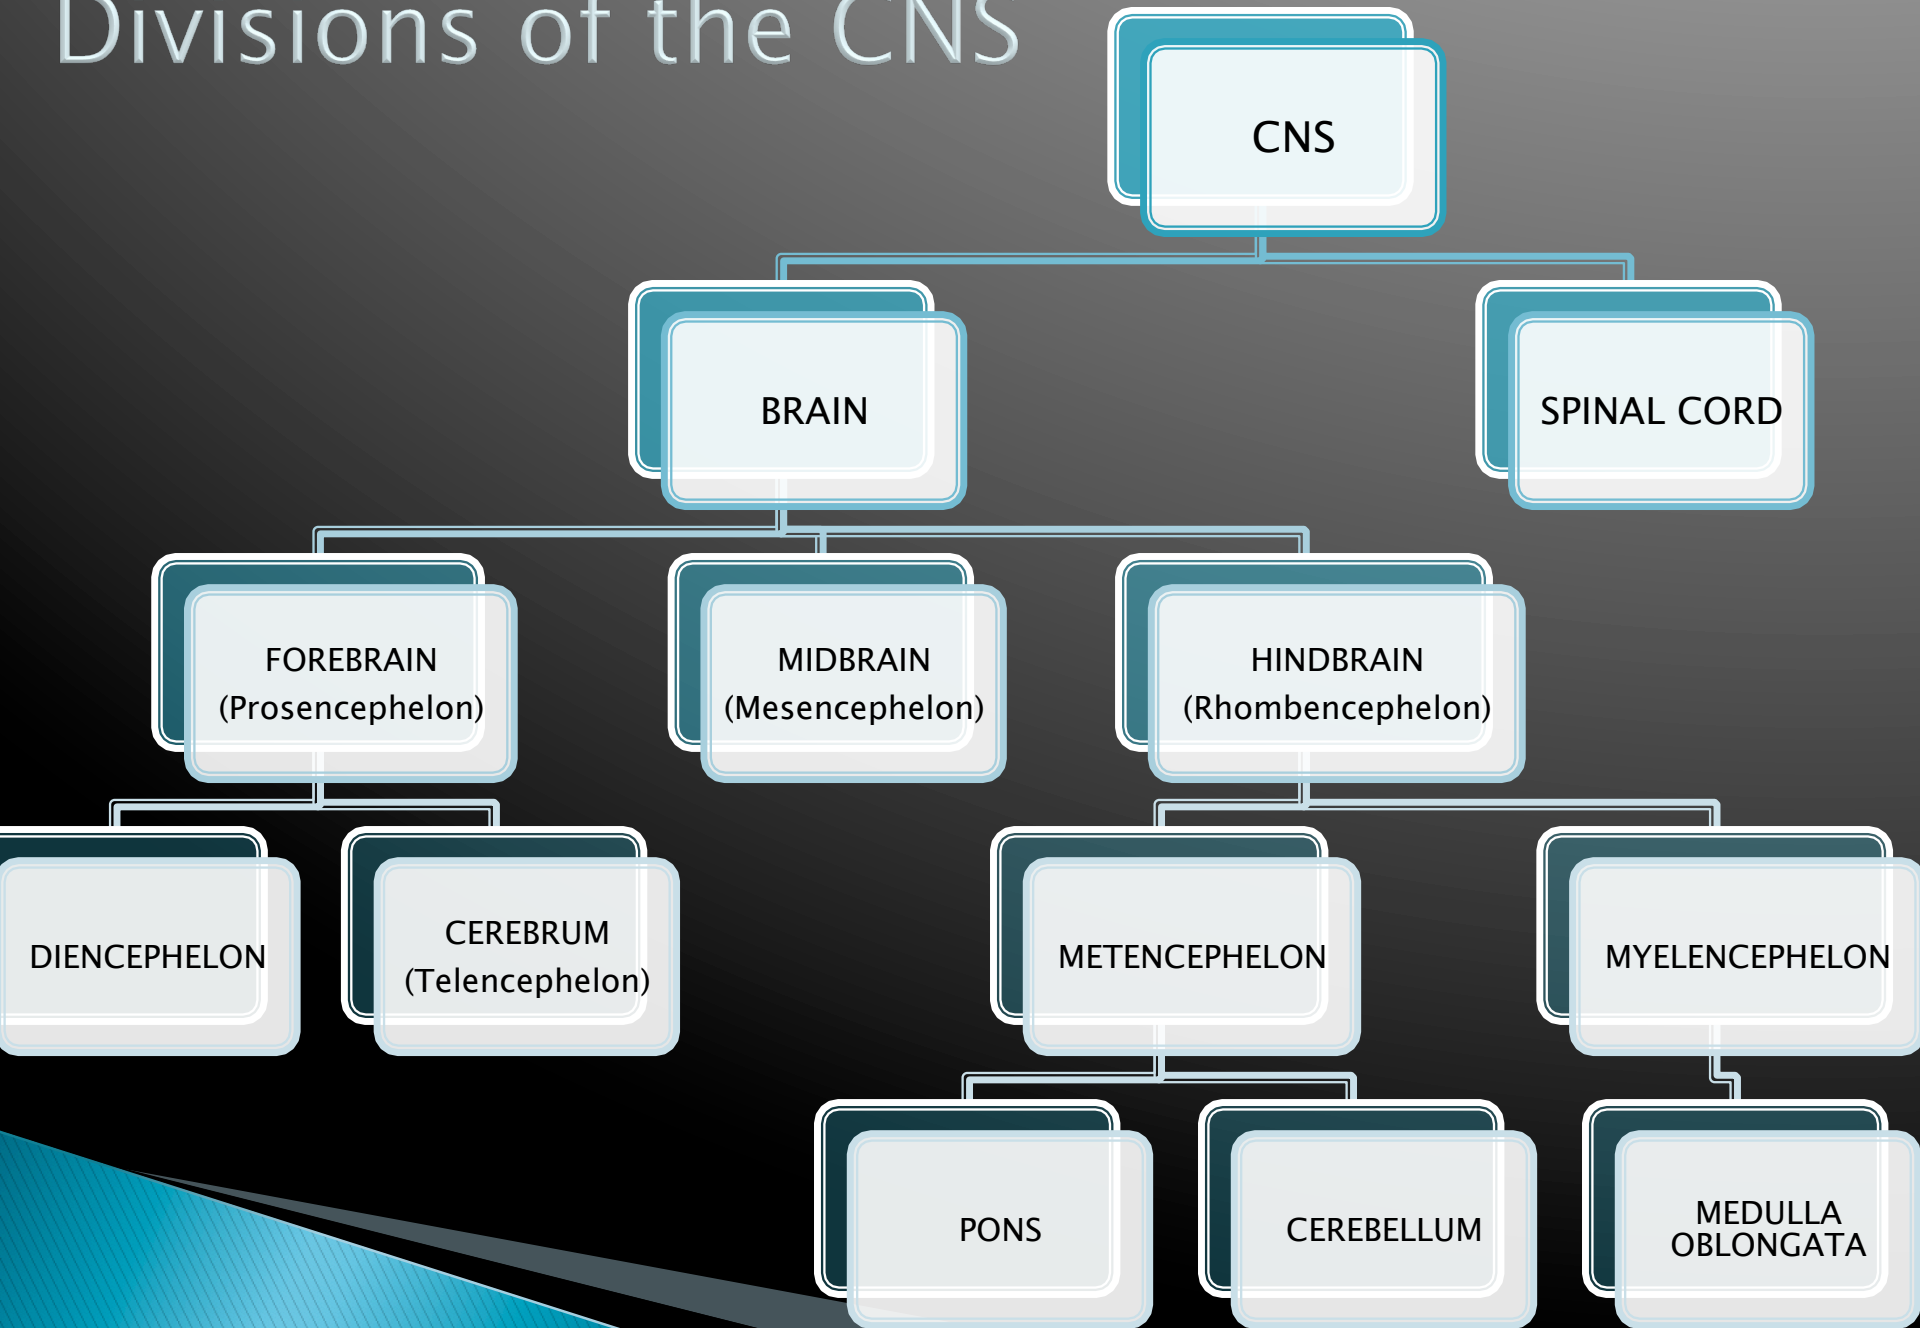 Divisions of the CNS
CNS
BRAIN
SPINAL CORD
FOREBRAIN
(Prosencephelon)
MIDBRAIN
(Mesencephelon)
HINDBRAIN
(Rhombencephelon)
DIENCEPHELON
CEREBRUM
(Telencephelon)
METENCEPHELON
MYELENCEPHELON
PONS
CEREBELLUM
MEDULLA
OBLONGATA